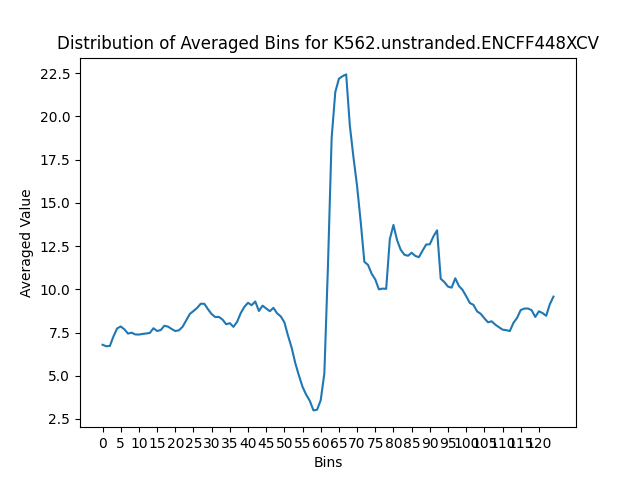 Distribution of Averaged Bins for K562.unstranded.ENCFF448XCV
22.5
20.0
17.5
15.0
12.5
10.0
7.5
5.0
2.5
Averaged Value
0 5 10 15 20 25 30 35 40 45 50 55 60 65 70 75 80 85 90 95 100 105 110 115 120
Bins